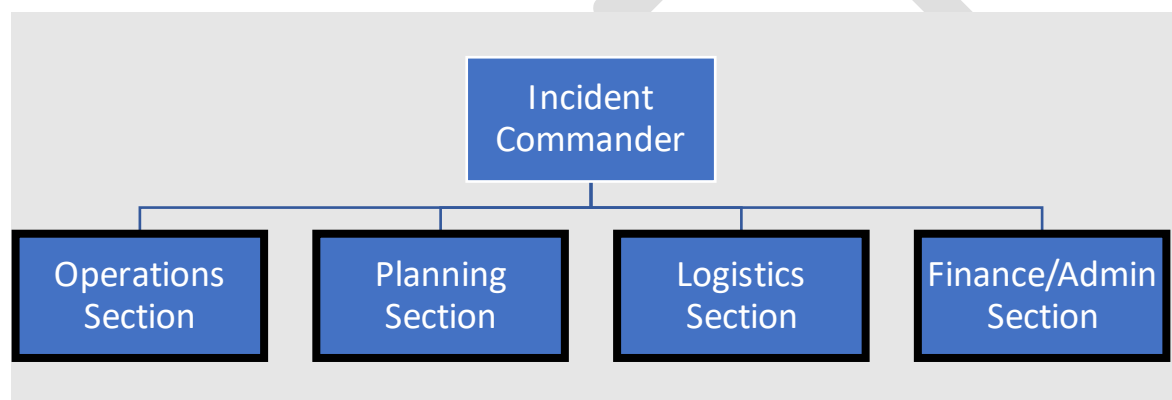 Incident
Commander
Operations
Section
Planning
Section
Logistics
Section
Finance/Admin
Section